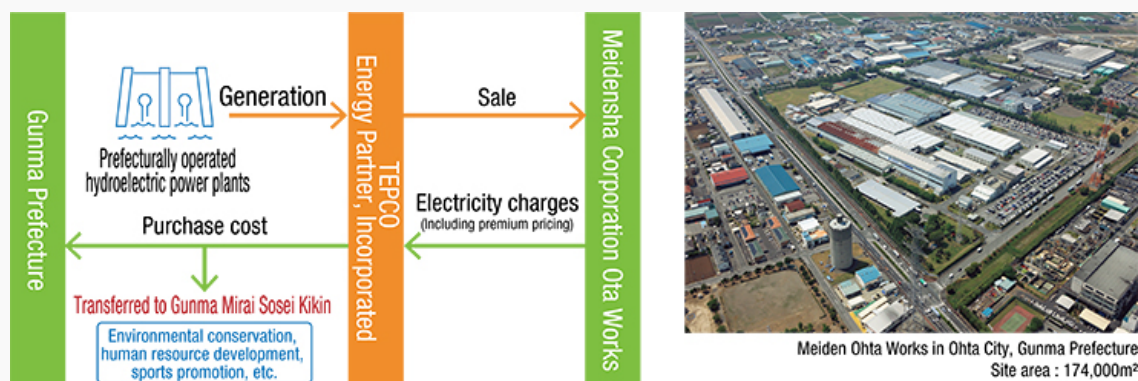 Gunma Prefecture
Generation
Prefecturally operated
hydroelectric power plants
Purchase cost
Transferred to Gunma Mirai Sosei Kikin
Environmental conservation,
human resource development,
sports promotion, etc.
TEPCO
Energy Partner, Incorporated
Sale
Electricity charges
(Including premium pricing)
Meidensha Corporation Ota Works
Meiden Ohta Works in Ohta City, Gunma Prefecture
Site area : 174,000m²